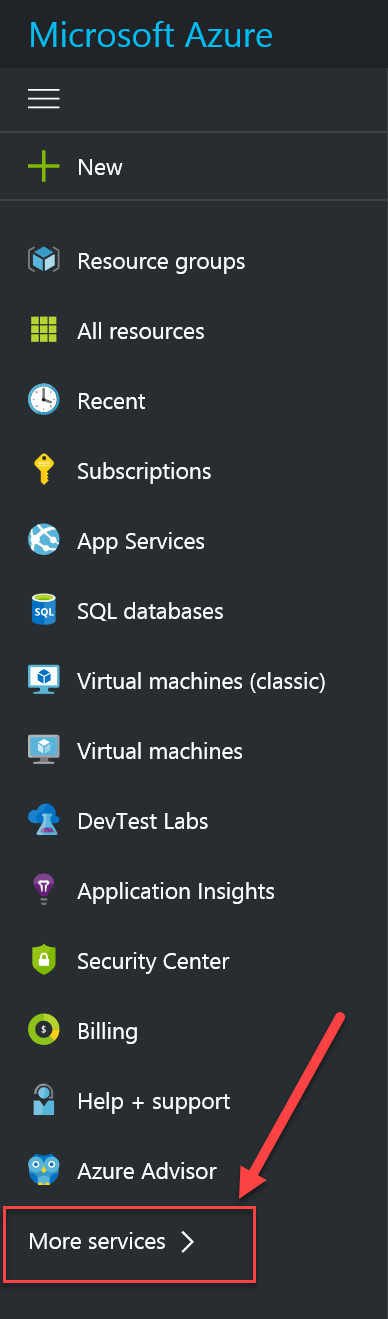 Microsoft Azure
New
Resource groups
All resources
Recent
Subscriptions
App Services
SQL
SQL databases
Virtual machines (classic)
Virtual machines
DevTest Labs
Application Insights
Security Center
$
Billing
Help + support
Azure Advisor
More services